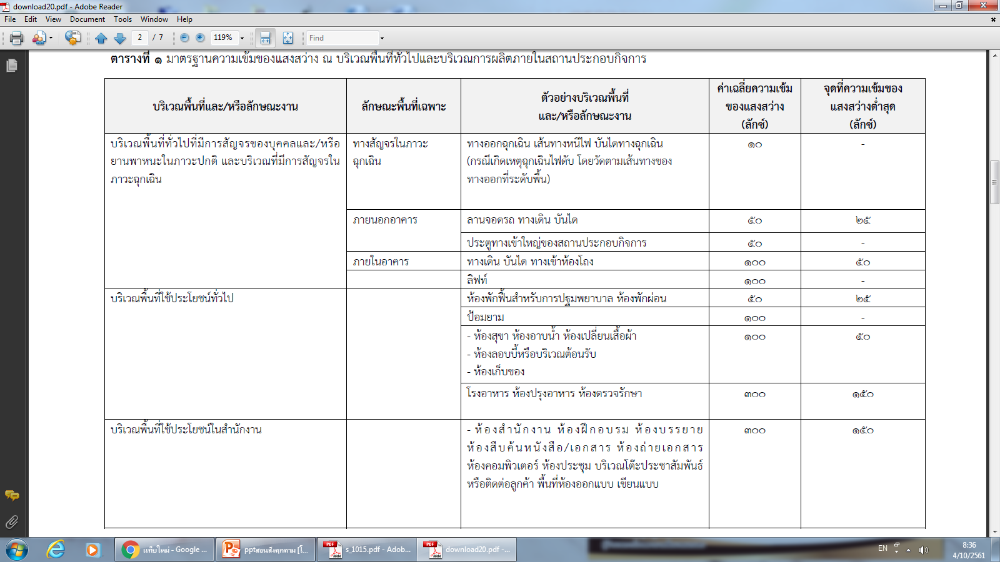 download20.pdf - Adobe Reader
File Edit View Document Tools Window Help
2 / 7 119% Find
ตารางที่ ๑ มาตรฐานความเข้มของแสงสว่าง ณ บริเวณพื้นที่ทั่วไปและบริเวณการผลิตภายในสถานประกอบกิจการ
บริเวณพื้นที่และ/หรือลักษณะงาน
ลักษณะพื้นที่เฉพาะ
ตัวอย่างบริเวณพื้นที่
และ/หรือลักษณะงาน
ค่าเฉลี่ยความเข้ม
ของแสงสว่าง
(ลักซ์)
จุดที่ความเข้มของ
แสงสว่างต่ำสุด
(ลักซ์)
บริเวณพื้นที่ทั่วไปที่มีการสัญจรของบุคคลและ/หรือ
ยานพาหนะในภาวะปกติ และบริเวณที่มีการสัญจรใน
ภาวะฉุกเฉิน
ทางสัญจรในภาวะ
ฉุกเฉิน
ทางออกฉุกเฉิน เส้นทางหนีไฟ บันไดทางฉุกเฉิน
(กรณีเกิดเหตุฉุกเฉินไฟดับ โดยวัดตามเส้นทางของ
ทางออกที่ระดับพื้น)
๑๐ -
ภายนอกอาคาร ลานจอดรถ ทางเดิน บันได ๕๐ ๒๕
ประตูทางเข้าใหญ่ของสถานประกอบกิจการ ๕๐ -
ภายในอาคาร ทางเดิน บันได ทางเข้าห้องโถง ๑๐๐ ๕๐
ลิฟท์ ๑๐๐ -
บริเวณพื้นที่ใช้ประโยชน์ทั่วไป ห้องพักฟื้นสำหรับการปฐมพยาบาล ห้องพักผ่อน ๕๐ ๒๕
ป้อมยาม ๑๐๐ -
- ห้องสุขา ห้องอาบน้ำ ห้องเปลี่ยนเสื้อผ้า ๑๐๐ ๕๐
- ห้องลอบบี้หรือบริเวณต้อนรับ
- ห้องเก็บของ
โรงอาหาร ห้องปรุงอาหาร ห้องตรวจรักษา ๓๐๐ ๑๕๐
บริเวณพื้นที่ใช้ประโยชน์ในสำนักงาน - ห้องสำนักงาน ห้องฝึกอบรม ห้องบรรยาย ๓๐๐ ๑๕๐
ห้องสืบค้นหนังสือ/เอกสาร ห้องถ่ายเอกสาร
ห้องคอมพิวเตอร์ ห้องประชุม บริเวณโต๊ะประชาสัมพันธ์
หรือติดต่อลูกค้า พื้นที่ห้องออกแบบ เขียนแบบ
แท็บใหม่ - Google ... pptสอนสิ่งคุกคาม [โ... s_1015.pdf - Adob... download20.pdf -... EN 8:36
4/10/2561